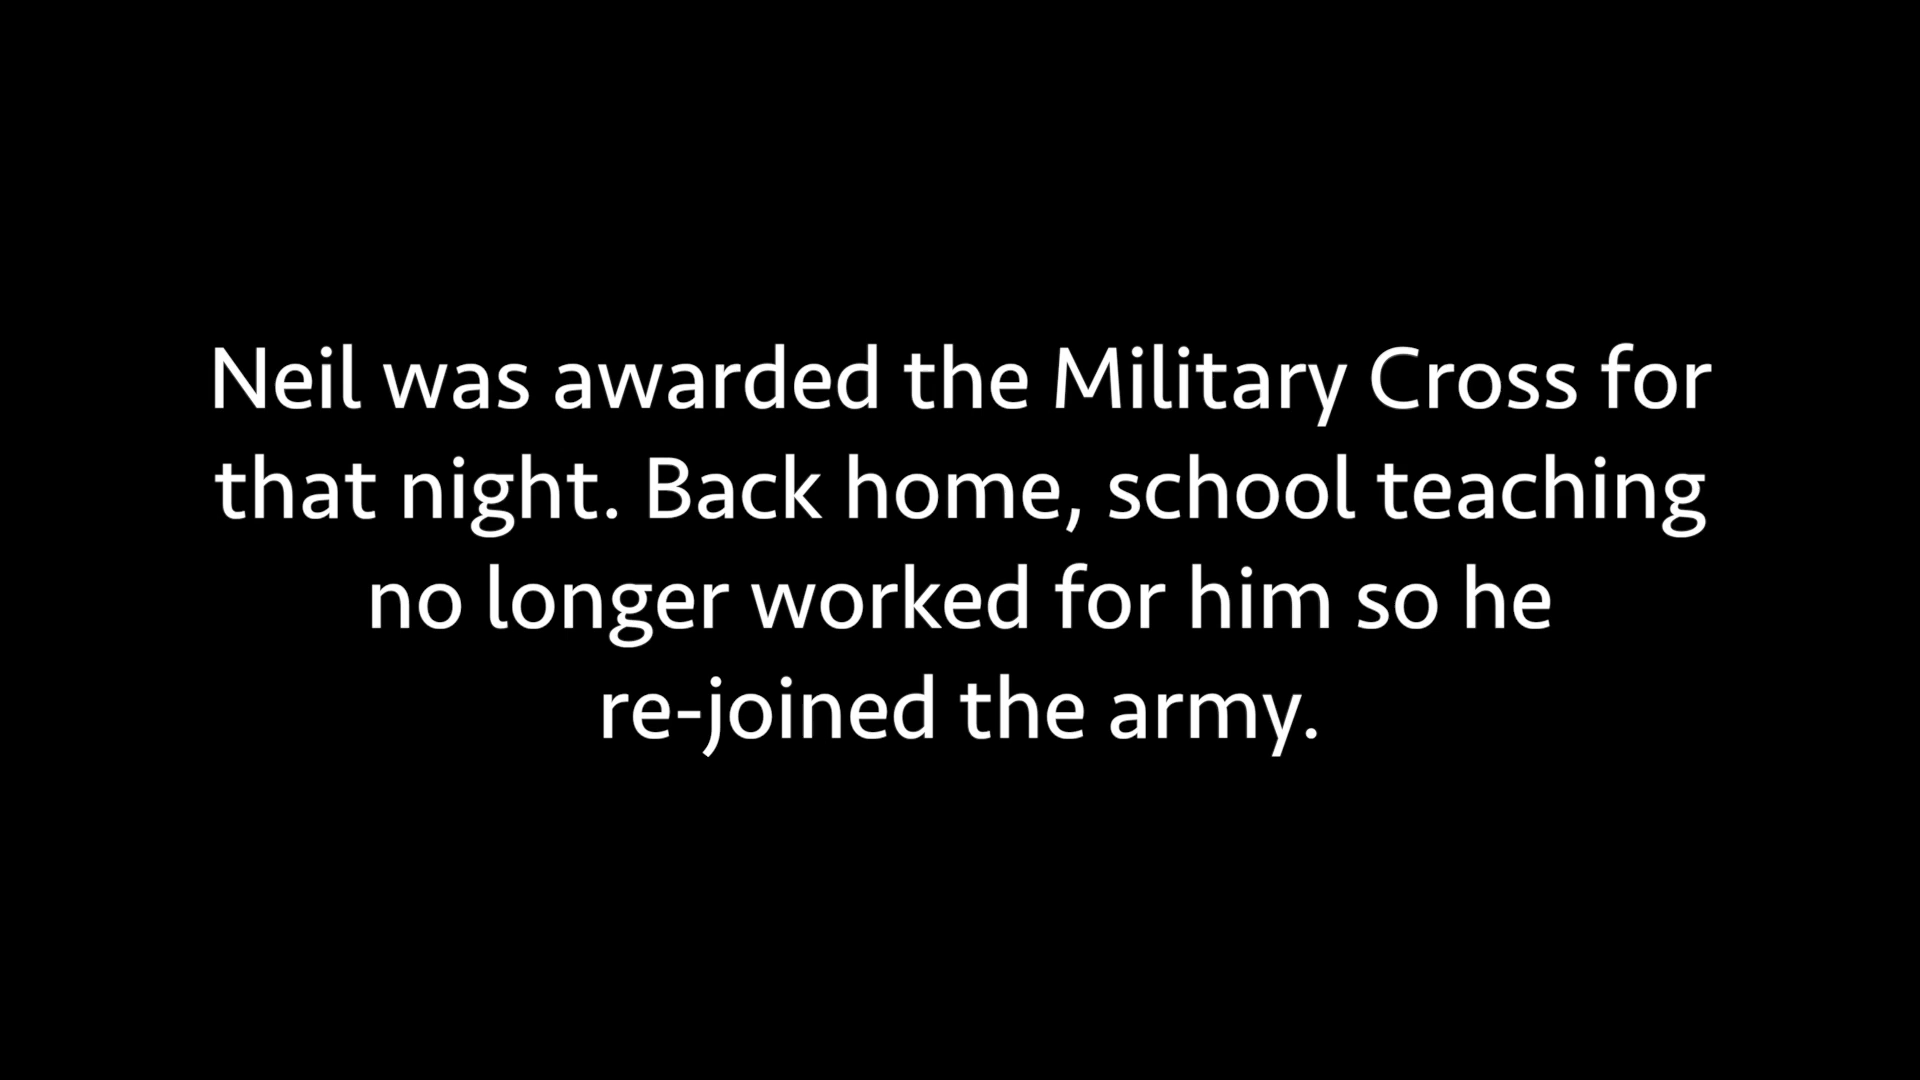 Neil was awarded the Military Cross for
that night. Back home, school teaching
no longer worked for him so he
re-joined the army.